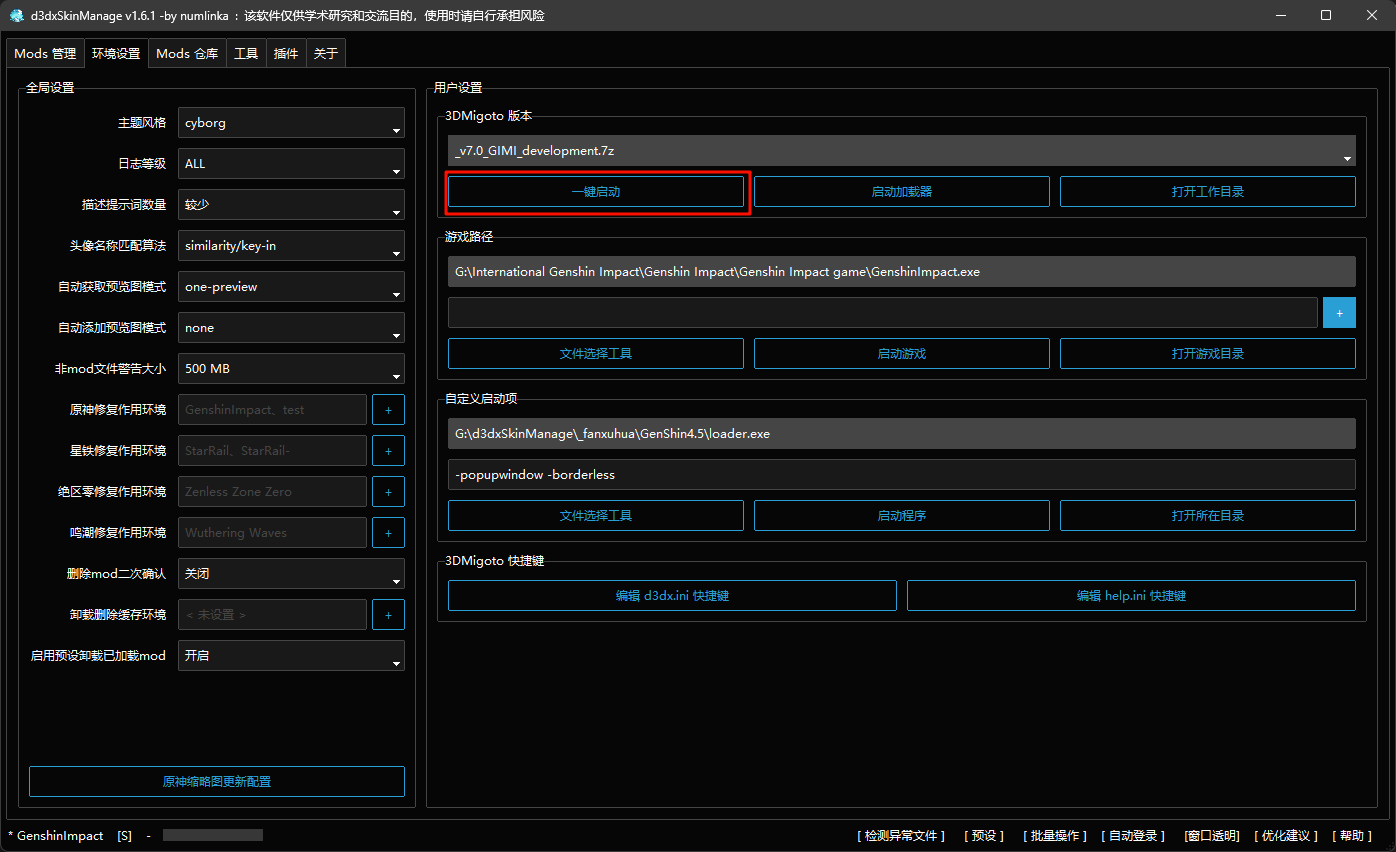 d3dxSkinManage v1.6.1 -by numlinka ：该软件仅供学术研究和交流目的，使用时请自行承担风险
Mods 管理 环境设置 Mods 仓库 工具 插件 关于
全局设置
主题风格 cyborg
日志等级 ALL
描述提示词数量 较少
头像名称匹配算法 similarity/key-in
自动获取预览图模式 one-preview
自动添加预览图模式 none
非mod文件警告大小 500 MB
原神修复作用环境 GenshinImpact、test +
星铁修复作用环境 StarRail、StarRail- +
绝区零修复作用环境 Zenless Zone Zero +
鸣潮修复作用环境 Wuthering Waves +
删除mod二次确认 关闭
卸载删除缓存环境 < 未设置 > +
启用预设卸载已加载mod 开启
原神缩略图更新配置
用户设置
3DMigoto 版本
_v7.0_GIMI_development.7z
一键启动 启动加载器 打开工作目录
游戏路径
G:\International Genshin Impact\Genshin Impact\Genshin Impact game\GenshinImpact.exe
+
文件选择工具 启动游戏 打开游戏目录
自定义启动项
G:\d3dxSkinManage\_fanxuhua\GenShin4.5\loader.exe
-popupwindow -borderless
文件选择工具 启动程序 打开所在目录
3DMigoto 快捷键
编辑 d3dx.ini 快捷键 编辑 help.ini 快捷键
* GenshinImpact [S] - [ 检测异常文件 ] [ 预设 ] [ 批量操作 ] [ 自动登录 ] [窗口透明] [ 优化建议 ] [ 帮助 ]